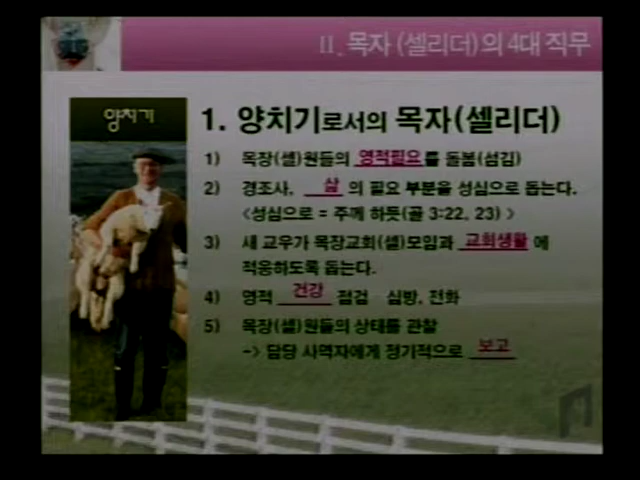 II. 목자 (셀리더)의 4대 직무
양치기
1. 양치기로서의 목자(셀리더)
1) 목장(셀)원들의 영적필요를 돌봄(섬김)
2) 경조사, 삶 의 필요 부분을 성심으로 돕는다.
<성심으로 = 주께 하듯(골 3:22, 23) >
3) 새 교우가 목장교회(셀)모임과 교회생활 에
적응하도록 돕는다.
4) 영적 건강 점검 심방, 전화
5) 목장(셀)원들의 상태를 관찰
-> 담당 사역자에게 정기적으로 보고